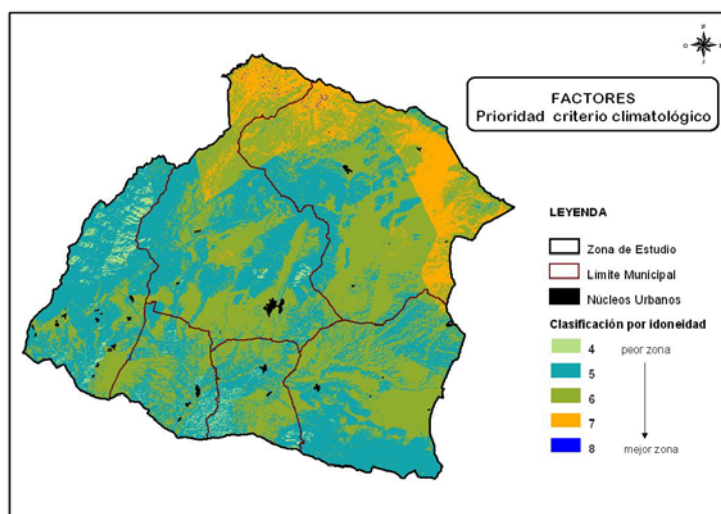 N
O
E
S
FACTORES
Prioridad criterio climatológico
LEYENDA
Zona de Estudio
Límite Municipal
Núcleos Urbanos
Clasificación por idoneidad
4 peor zona
5
6
7
8 mejor zona